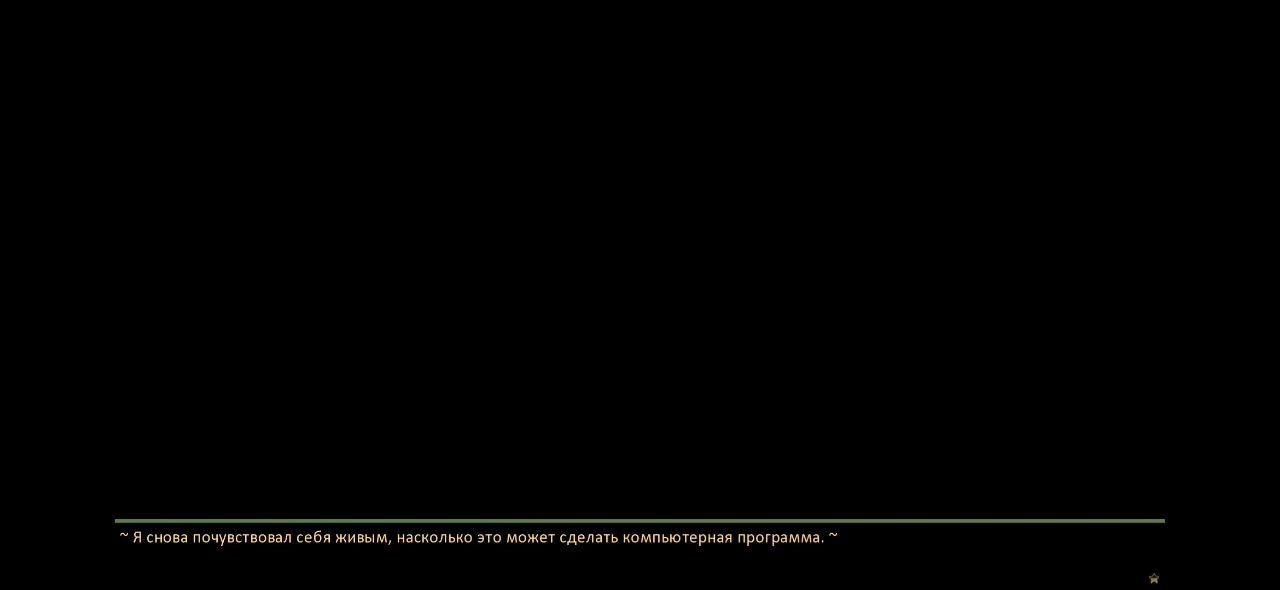 ~ Я снова почувствовал себя живым, насколько это может сделать компьютерная программа. ~